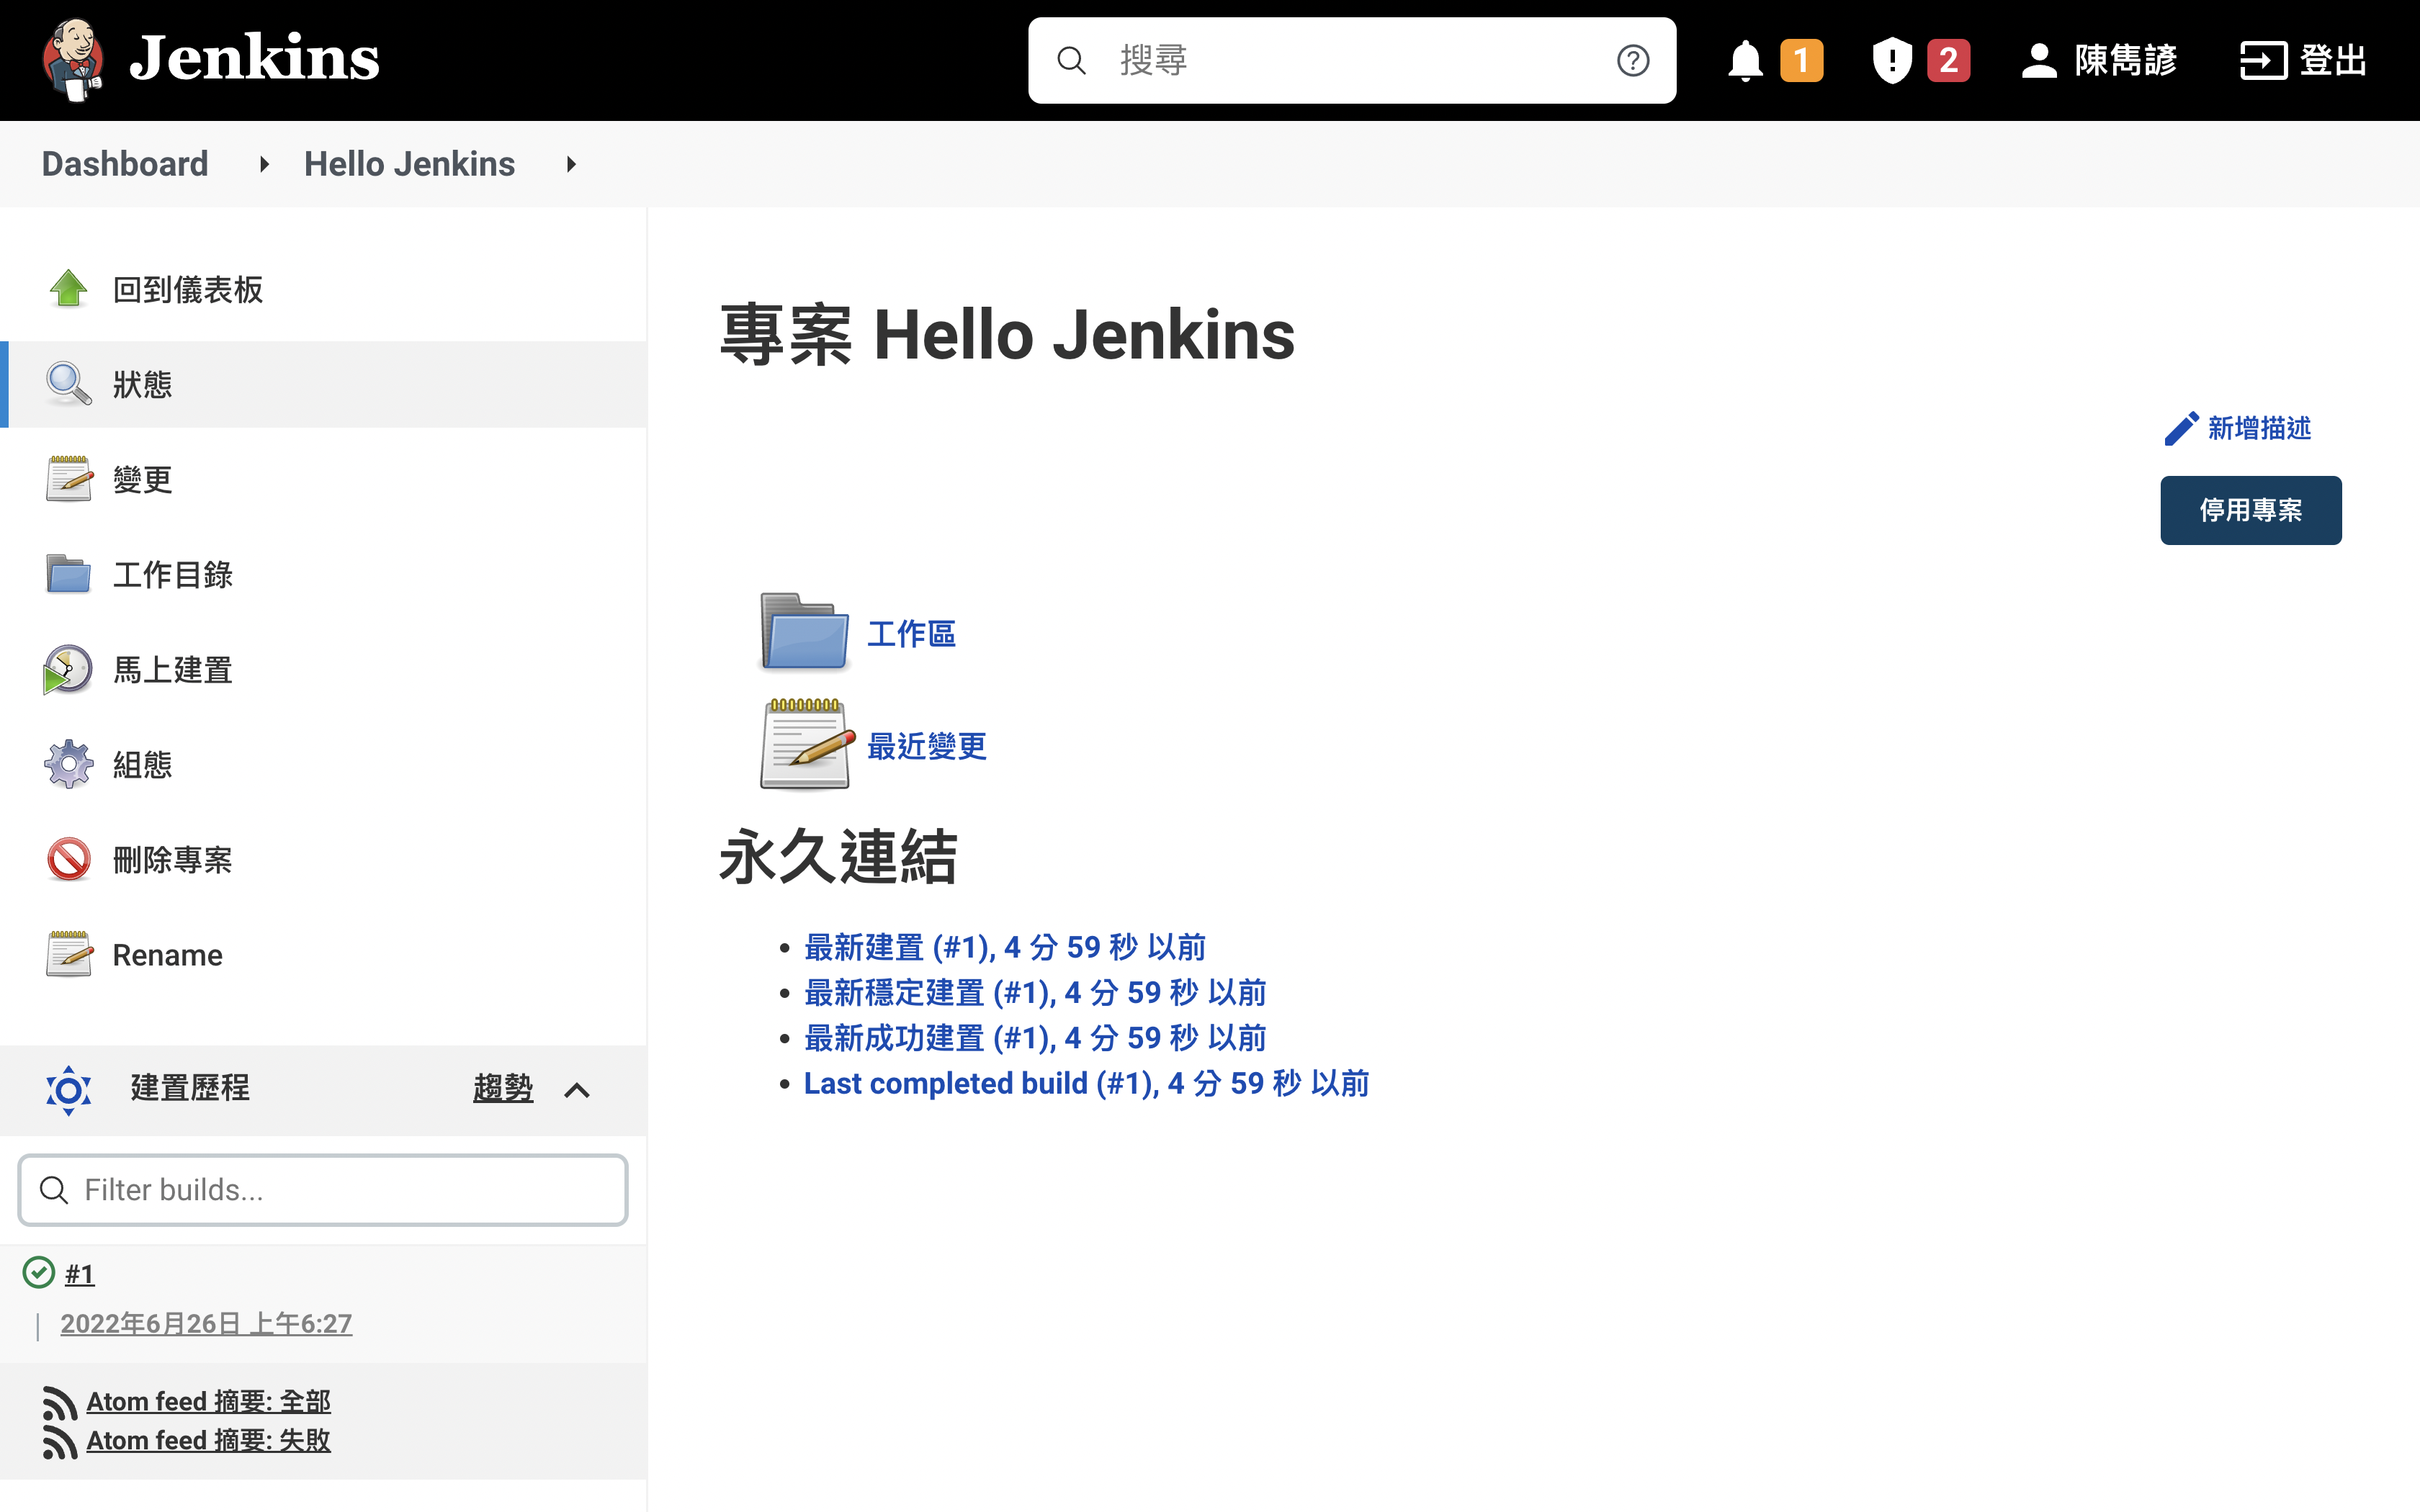 Jenkins
搜尋
1
2
陳雋諺
登出
Dashboard
Hello Jenkins
回到儀表板
狀態
變更
工作目錄
馬上建置
組態
刪除專案
Rename
建置歷程
趨勢
Filter builds...
#1
2022年6月26日 上午6:27
Atom feed 摘要: 全部
Atom feed 摘要: 失敗
專案 Hello Jenkins
新增描述
停用專案
工作區
最近變更
永久連結
最新建置 (#1), 4 分 59 秒 以前
最新穩定建置 (#1), 4 分 59 秒 以前
最新成功建置 (#1), 4 分 59 秒 以前
Last completed build (#1), 4 分 59 秒 以前